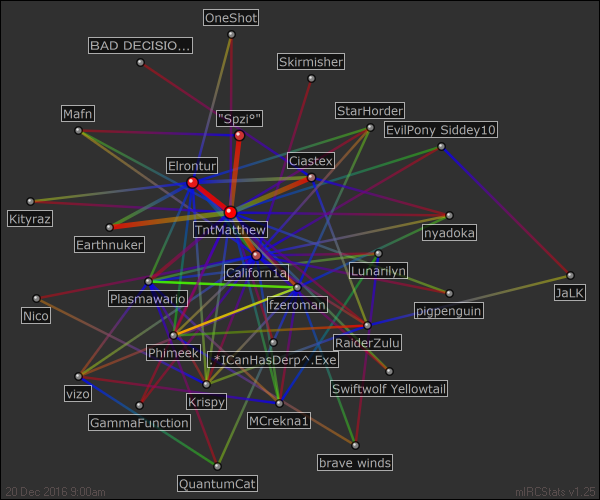 OneShot
BAD DECISIO...
Skirmisher
Mafn
"Spzi°"
StarHorder
EvilPony Siddey10
Elrontur
Ciastex
Kityraz
TntMatthew
nyadoka
Earthnuker
Californ1a
Lunarilyn
JaLK
Plasmawario
fzeroman
pigpenguin
Nico
RaiderZulu
Phimeek
.*ICanHasDerp^.Exe
Swiftwolf Yellowtail
vizo
Krispy
GammaFunction
MCrekna1
brave winds
QuantumCat
20 Dec 2016 9:00am
mIRCStats v1.25